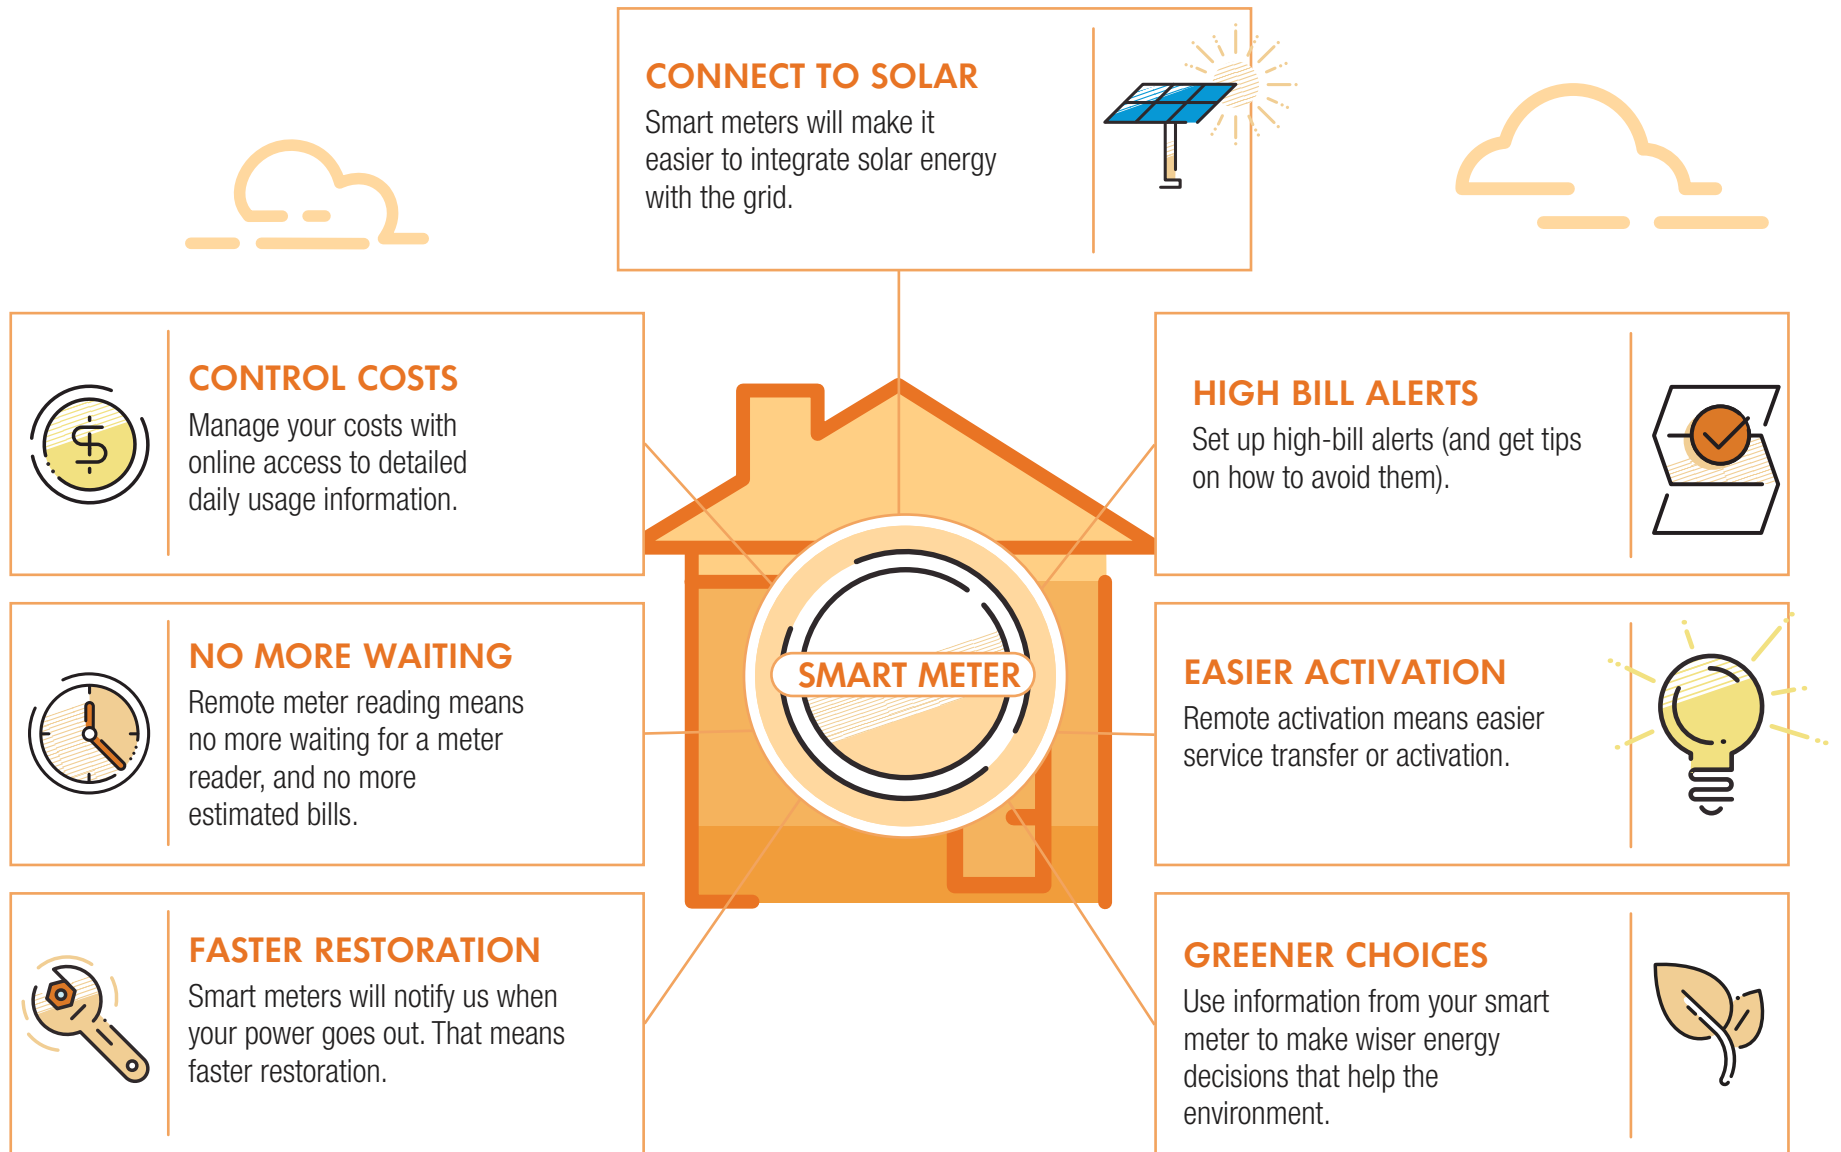 CONNECT TO SOLAR
Smart meters will make it
easier to integrate solar energy
with the grid.
CONTROL COSTS
Manage your costs with
online access to detailed
daily usage information.
HIGH BILL ALERTS
Set up high-bill alerts (and get tips
on how to avoid them).
NO MORE WAITING
Remote meter reading means
no more waiting for a meter
reader, and no more
estimated bills.
SMART METER
EASIER ACTIVATION
Remote activation means easier
service transfer or activation.
FASTER RESTORATION
Smart meters will notify us when
your power goes out. That means
faster restoration.
GREENER CHOICES
Use information from your smart
meter to make wiser energy
decisions that help the
environment.